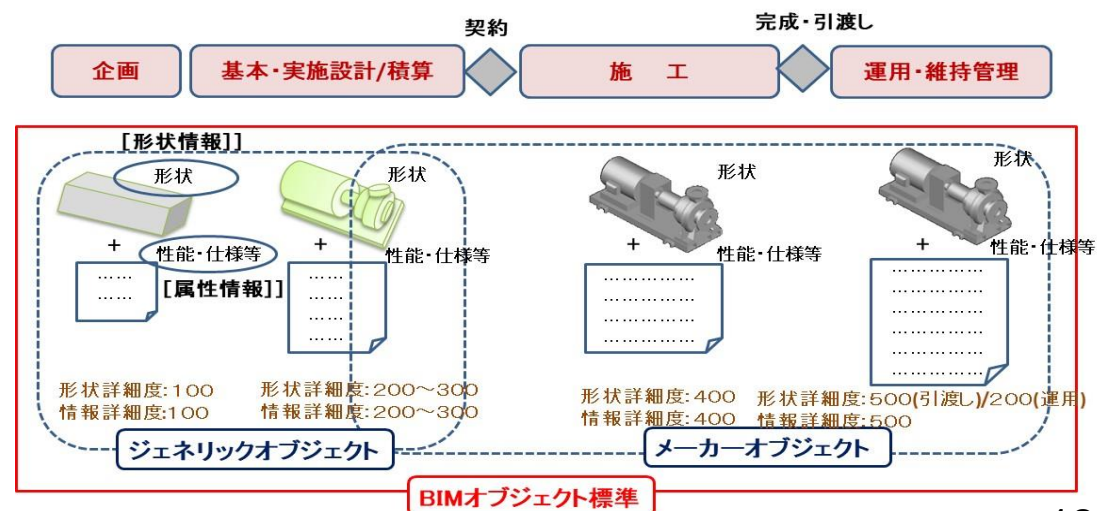 契約
完成・引渡し
企画
基本・実施設計/積算
施 工
運用・維持管理
[形状情報]]
形状
形状
形状
形状
+
+
+
+
性能・仕様等
性能・仕様等
性能・仕様等
性能・仕様等
[属性情報]]
……
……
……
……
……
……
…………
…………
…………
…………
…………
…………
…………
…………
…………
…………
形状詳細度:100
情報詳細度:100
形状詳細度:200～300
情報詳細度:200～300
形状詳細度:400
情報詳細度:400
形状詳細度:500(引渡し)/200(運用)
情報詳細度:500
ジェネリックオブジェクト
メーカーオブジェクト
BIMオブジェクト標準